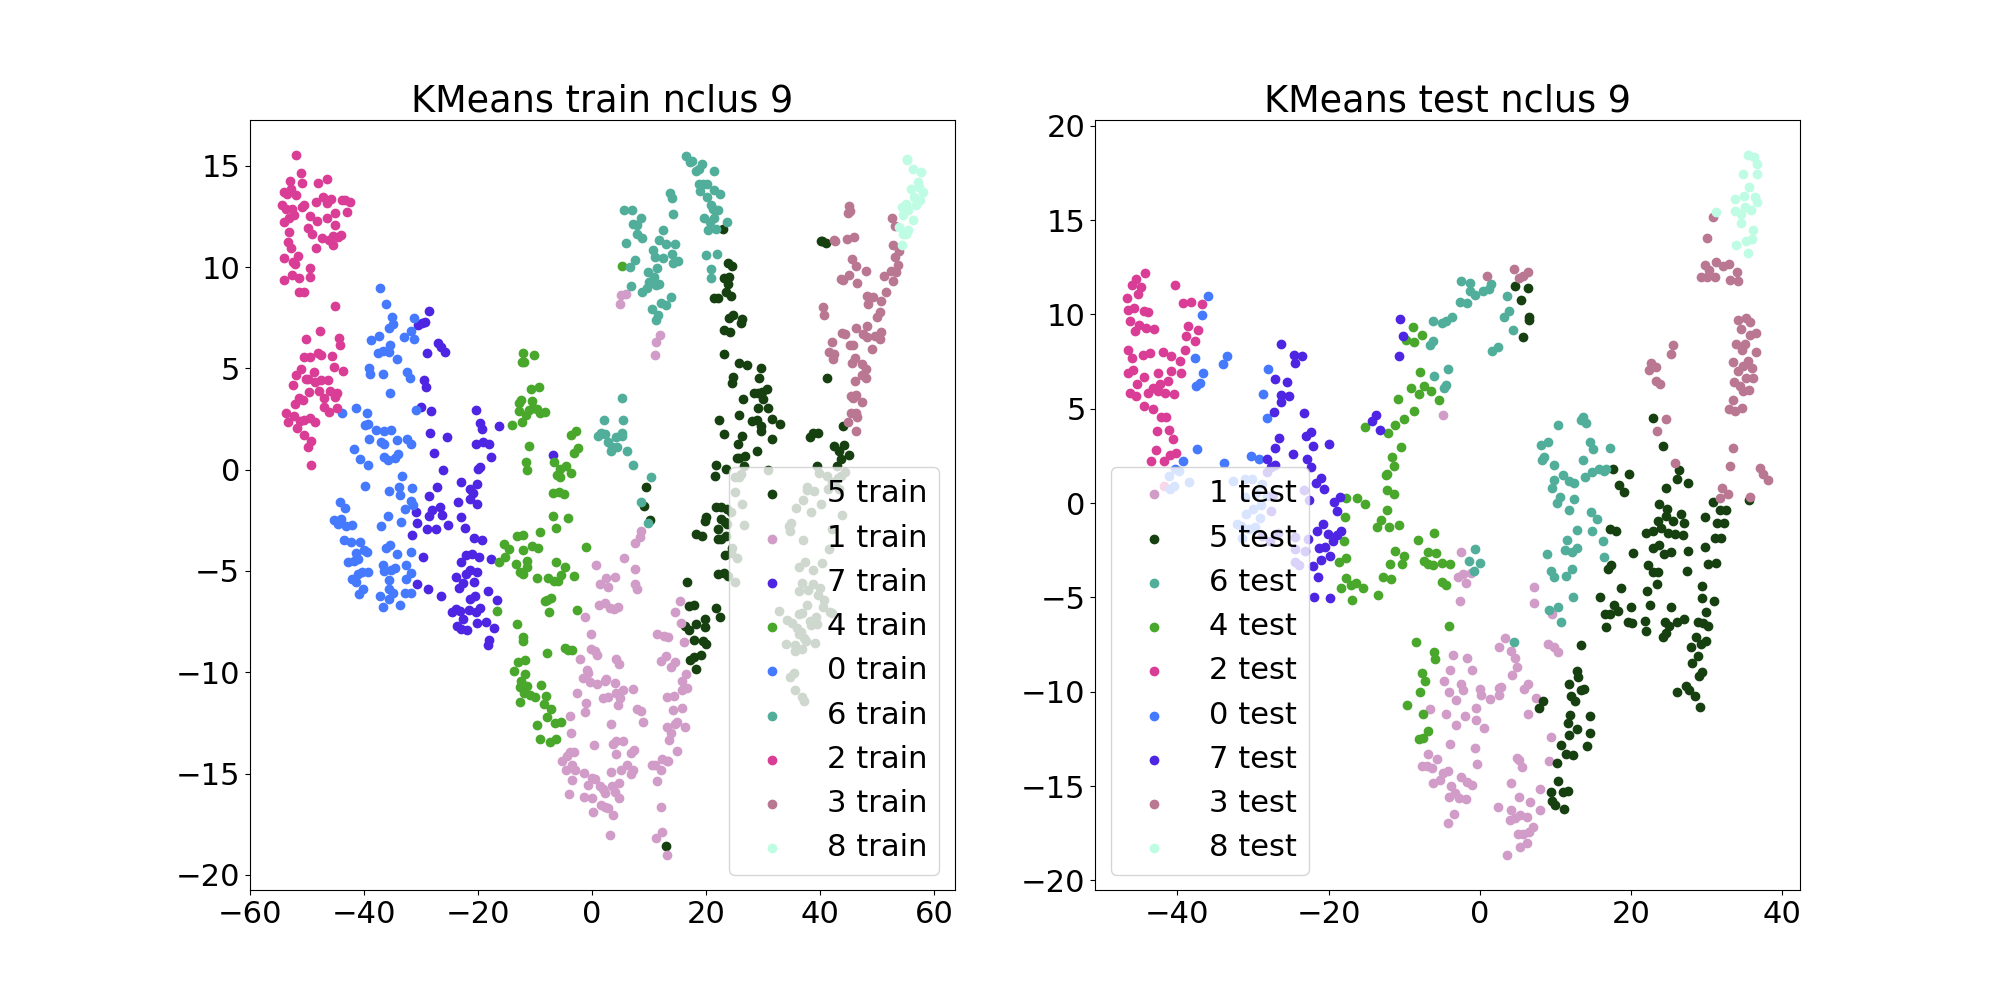 KMeans train nclus 9
15
10
5
0
−5
−10
−15
−20
−60
−40
−20
0
20
40
60
5 train
1 train
7 train
4 train
0 train
6 train
2 train
3 train
8 train
KMeans test nclus 9
20
15
10
5
0
−5
−10
−15
−20
−40
−20
0
20
40
1 test
5 test
6 test
4 test
2 test
0 test
7 test
3 test
8 test